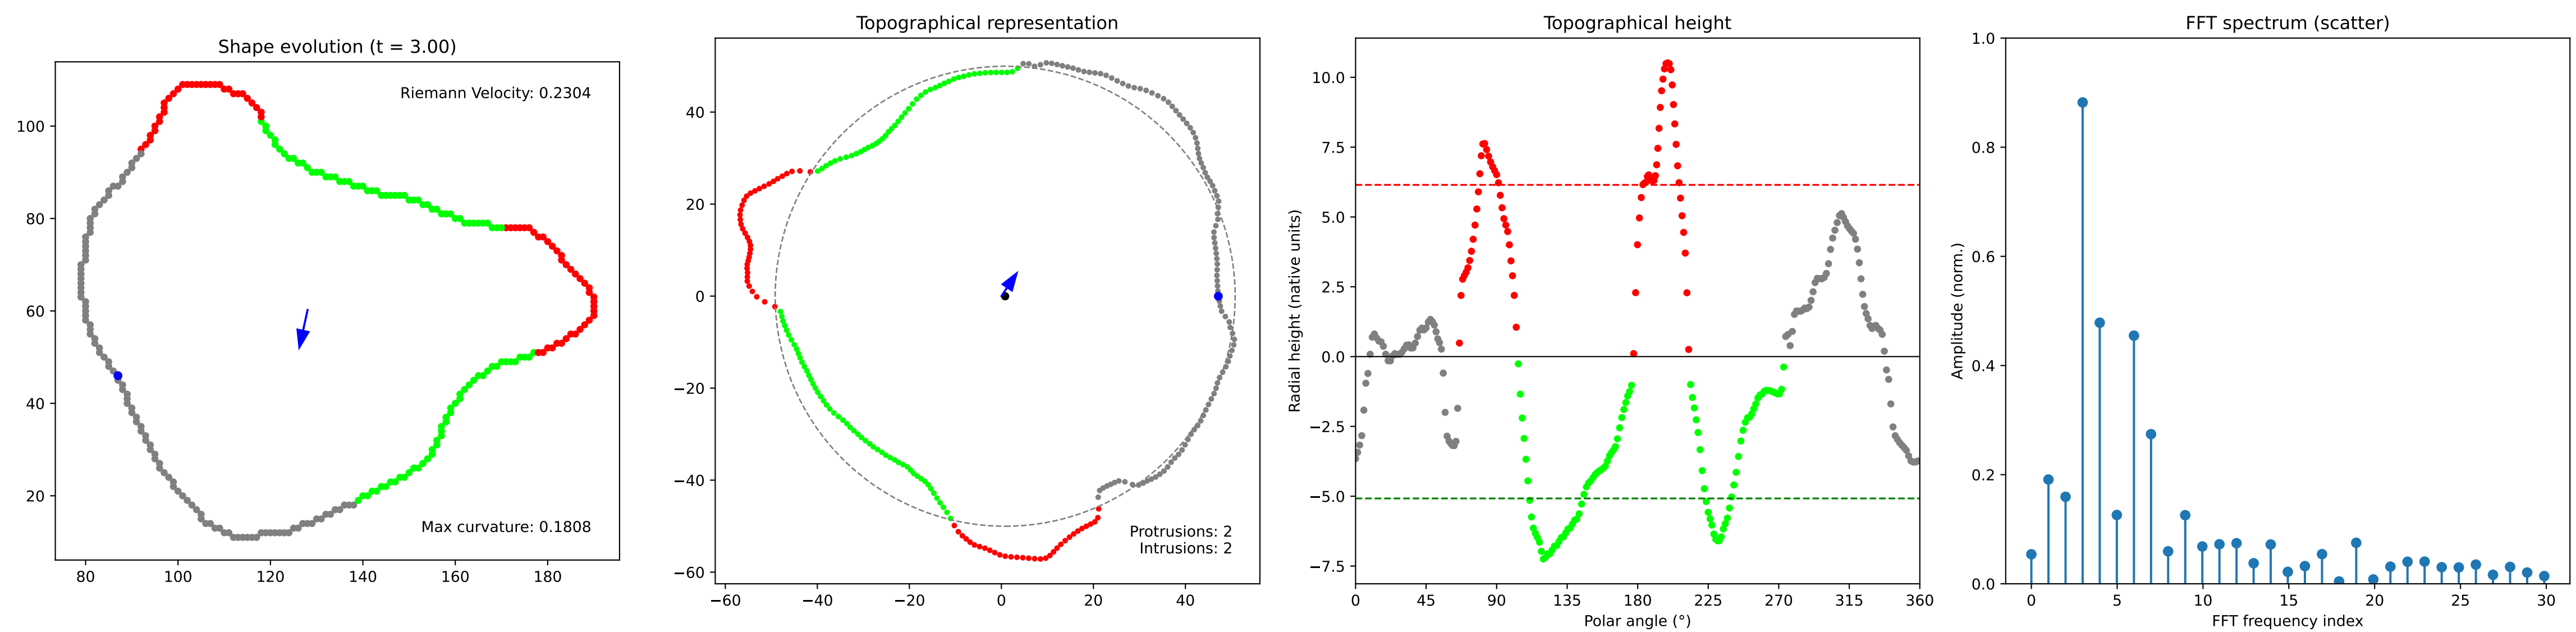 Shape evolution (t = 3.00)
Riemann Velocity: 0.2304
Max curvature: 0.1808
100
80
60
40
20
80 100 120 140 160 180
Topographical representation
40
20
0
−20
−40
−60
Protrusions: 2
Intrusions: 2
−60 −40 −20 0 20 40
Topographical height
Radial height (native units)
10.0
7.5
5.0
2.5
0.0
−2.5
−5.0
−7.5
0 45 90 135 180 225 270 315 360
Polar angle (°)
FFT spectrum (scatter)
Amplitude (norm.)
1.0
0.8
0.6
0.4
0.2
0.0
0 5 10 15 20 25 30
FFT frequency index